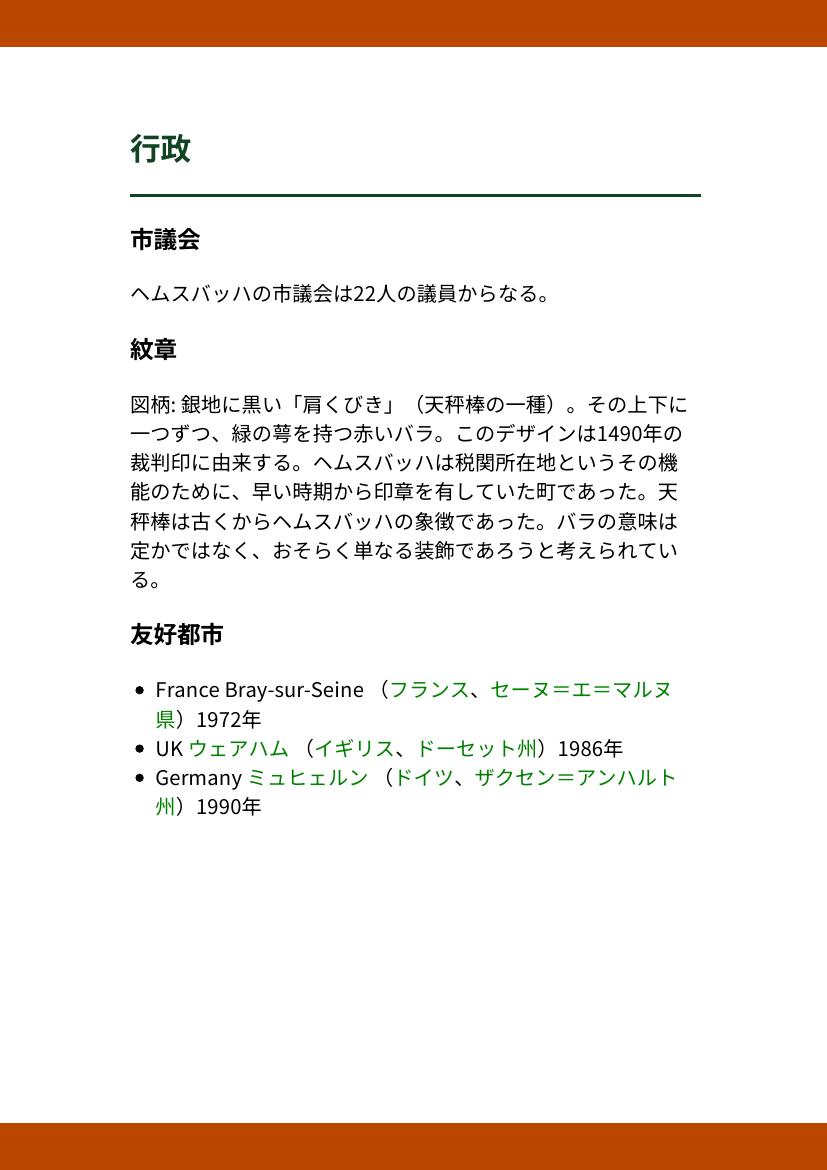 行政
市議会
ヘムスバッハの市議会は22人の議員からなる。
紋章
図柄: 銀地に黒い「肩くびき」（天秤棒の一種）。その上下に
一つずつ、緑の萼を持つ赤いバラ。このデザインは1490年の
裁判印に由来する。ヘムスバッハは税関所在地というその機
能のために、早い時期から印章を有していた町であった。天
秤棒は古くからヘムスバッハの象徴であった。バラの意味は
定かではなく、おそらく単なる装飾であろうと考えられてい
る。
友好都市
• France Bray-sur-Seine （フランス、セーヌ＝エ＝マルヌ
県）1972年
• UK ウェアハム （イギリス、ドーセット州）1986年
• Germany ミュヒェルン （ドイツ、ザクセン＝アンハルト
州）1990年